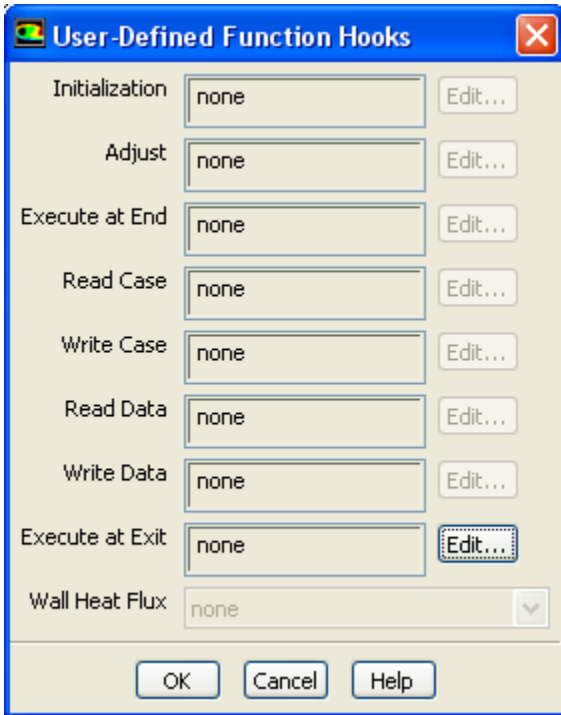 User-Defined Function Hooks
Initialization none Edit...
Adjust none Edit...
Execute at End none Edit...
Read Case none Edit...
Write Case none Edit...
Read Data none Edit...
Write Data none Edit...
Execute at Exit none Edit...
Wall Heat Flux none
OK Cancel Help